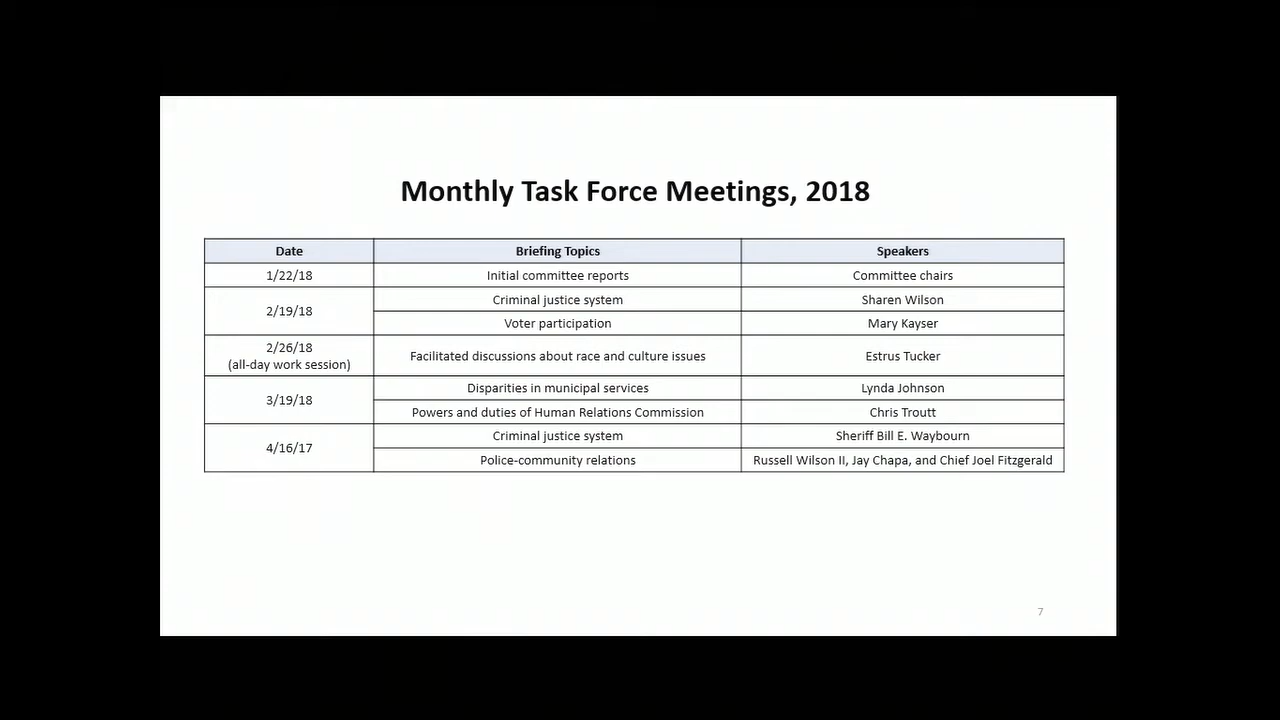 Monthly Task Force Meetings, 2018
Date Briefing Topics Speakers
1/22/18 Initial committee reports Committee chairs
2/19/18 Criminal justice system Sharen Wilson
Voter participation Mary Kayser
2/26/18
(all-day work session) Facilitated discussions about race and culture issues Estrus Tucker
3/19/18 Disparities in municipal services Lynda Johnson
Powers and duties of Human Relations Commission Chris Troutt
4/16/17 Criminal justice system Sheriff Bill E. Waybourn
Police-community relations Russell Wilson II, Jay Chapa, and Chief Joel Fitzgerald
7